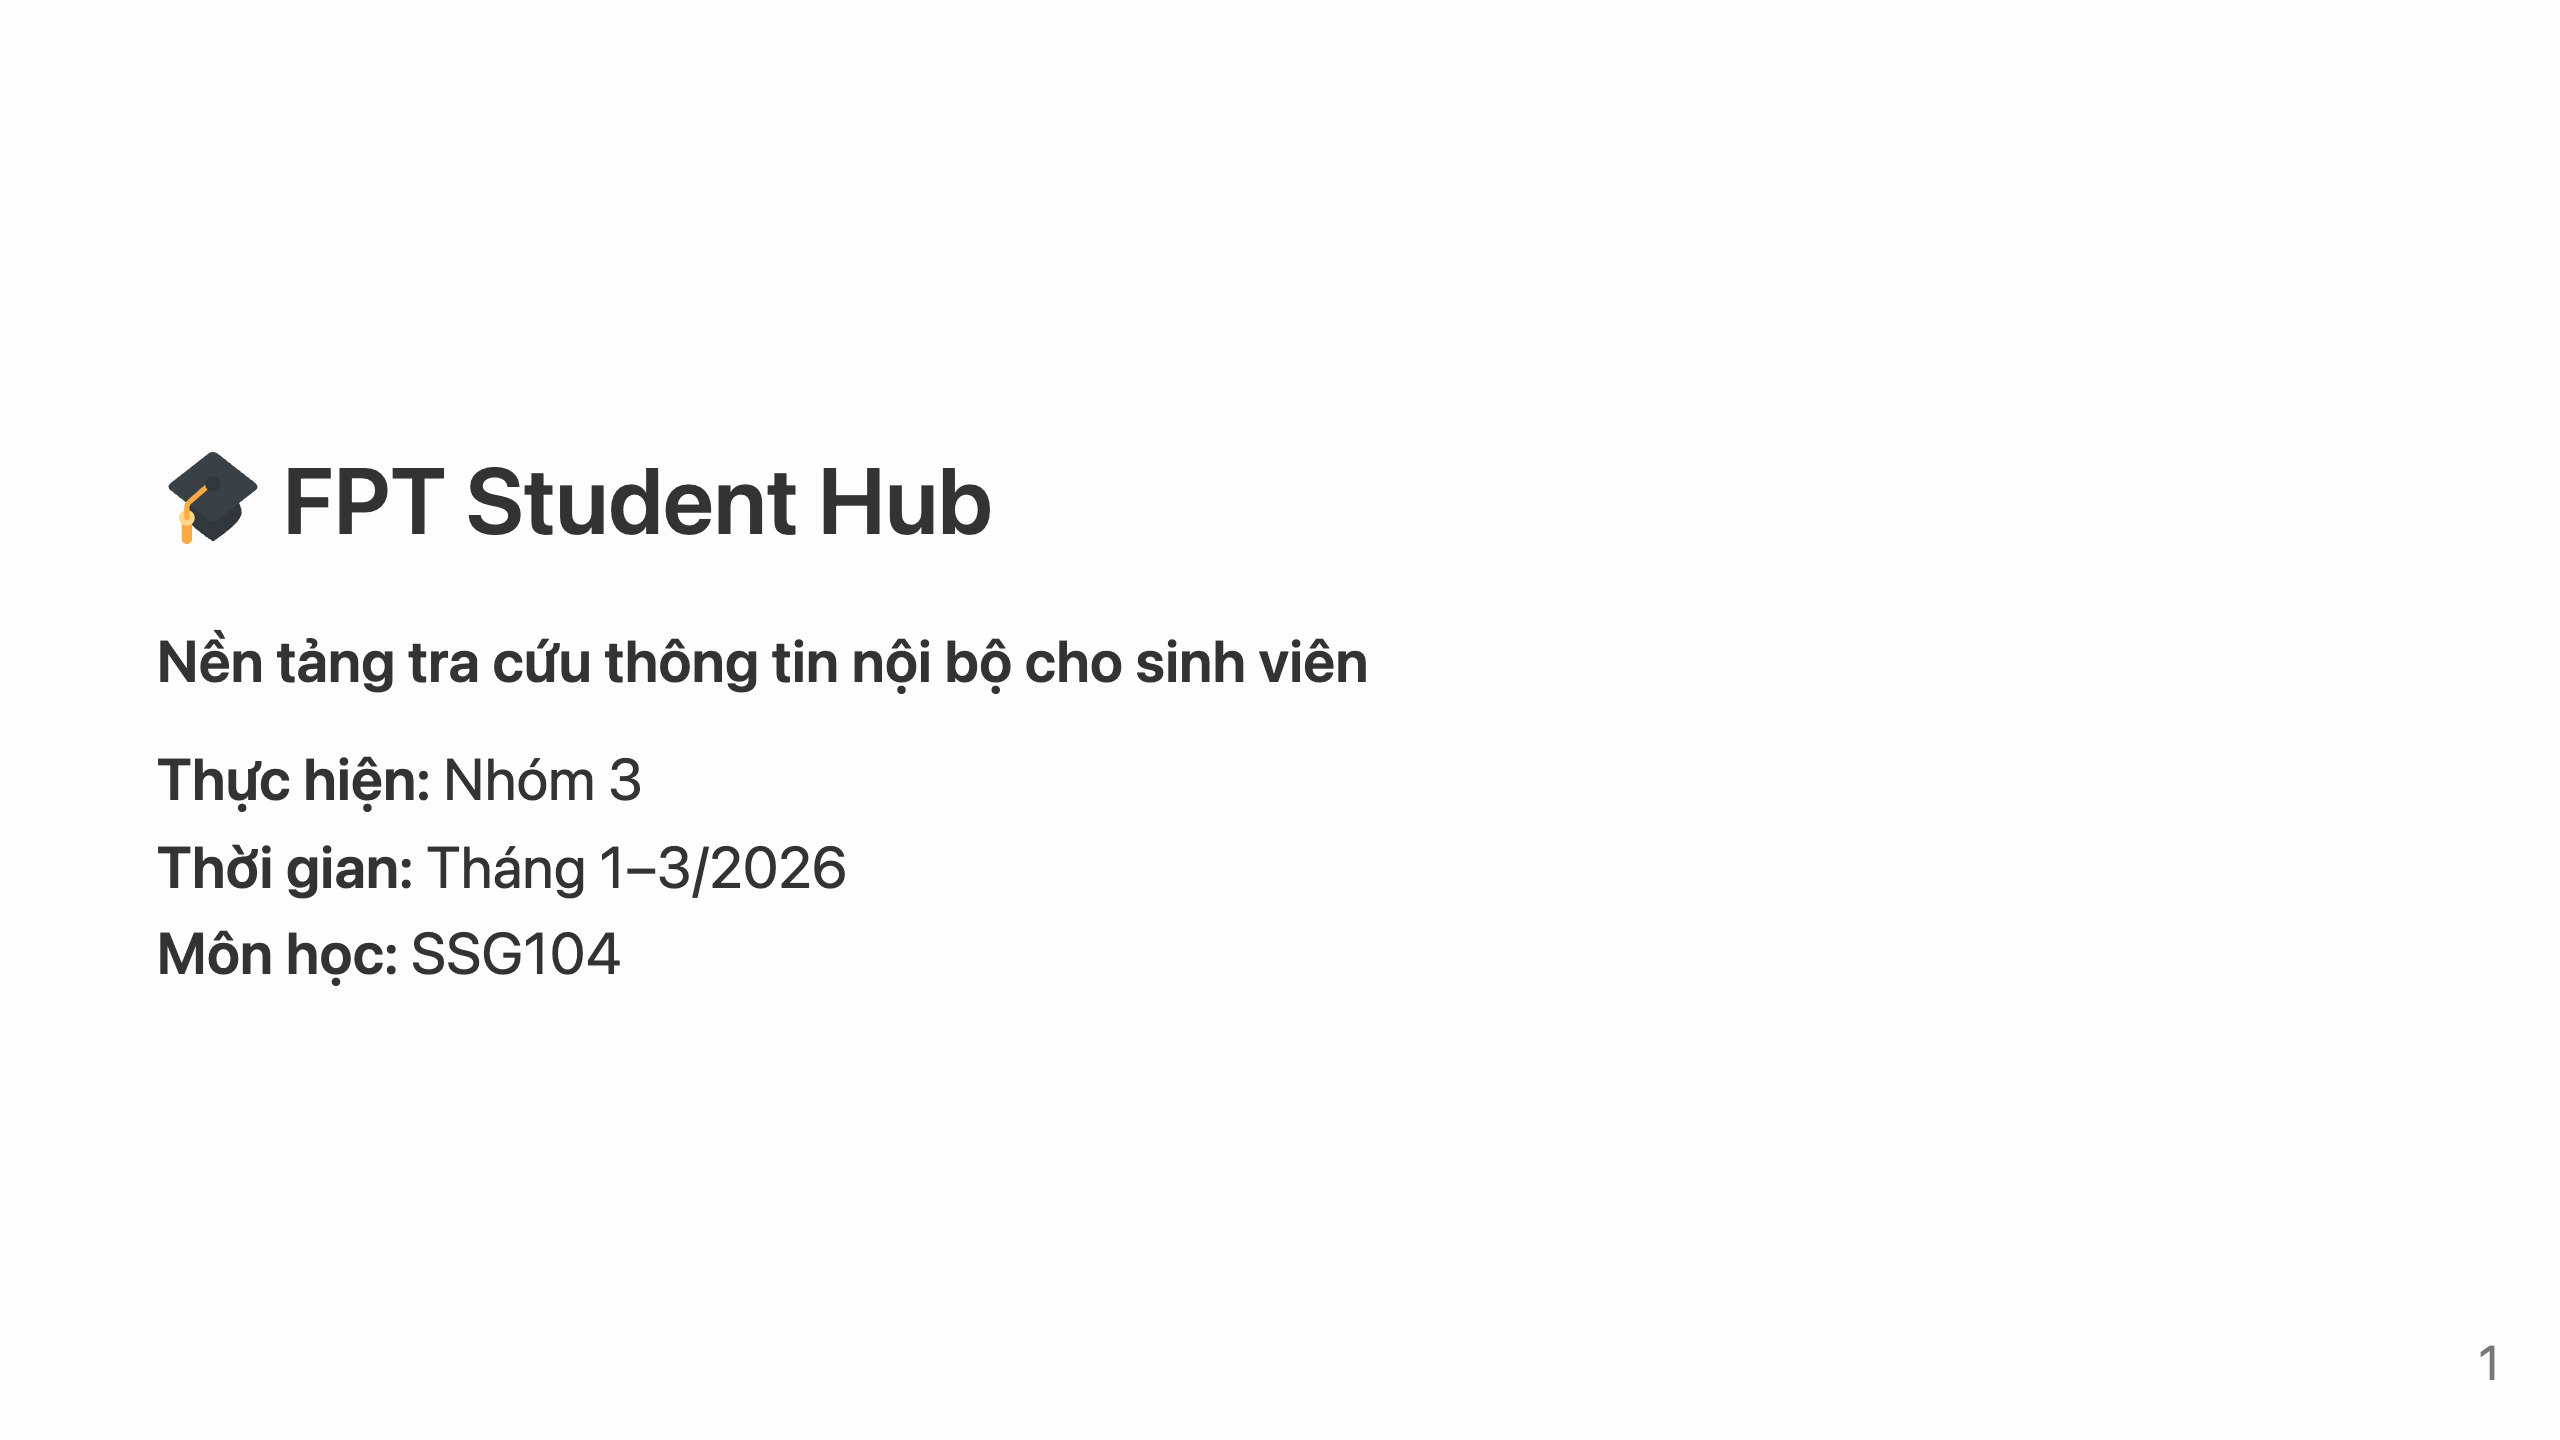 🎓 FPT Student Hub
Nền tảng tra cứu thông tin nội bộ cho sinh viên
Thực hiện: Nhóm 3
Thời gian: Tháng 1–3/2026
Môn học: SSG104
1